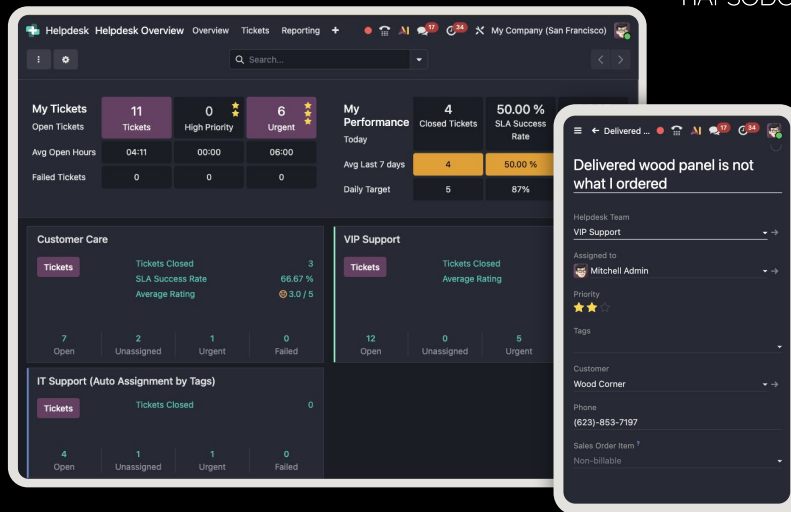 Helpdesk Helpdesk Overview Overview Tickets Reporting + AI 17 34 My Company (San Francisco)
Search...
My Tickets 11 0 6 My Performance 4 50.00 %
Open Tickets Tickets High Priority Urgent Today Closed Tickets SLA Success Rate
Avg Open Hours 04:11 00:00 06:00 Avg Last 7 days 4 50.00 %
Failed Tickets 0 0 0 Daily Target 5 87%
Customer Care
Tickets
Tickets Closed 3
SLA Success Rate 66.67 %
Average Rating 3.0 / 5
7 2 1 0
Open Unassigned Urgent Failed
VIP Support
Tickets
Tickets Closed
Average Rating
12 0 5
Open Unassigned Urgent
IT Support (Auto Assignment by Tags)
Tickets
Tickets Closed 0
4 1 1 0
Open Unassigned Urgent Failed
Delivered ... AI 17 34
Delivered wood panel is not
what I ordered
Helpdesk Team
VIP Support
Assigned to
Mitchell Admin
Priority
Tags
Customer
Wood Corner
Phone
(623)-853-7197
Sales Order Item ?
Non-billable